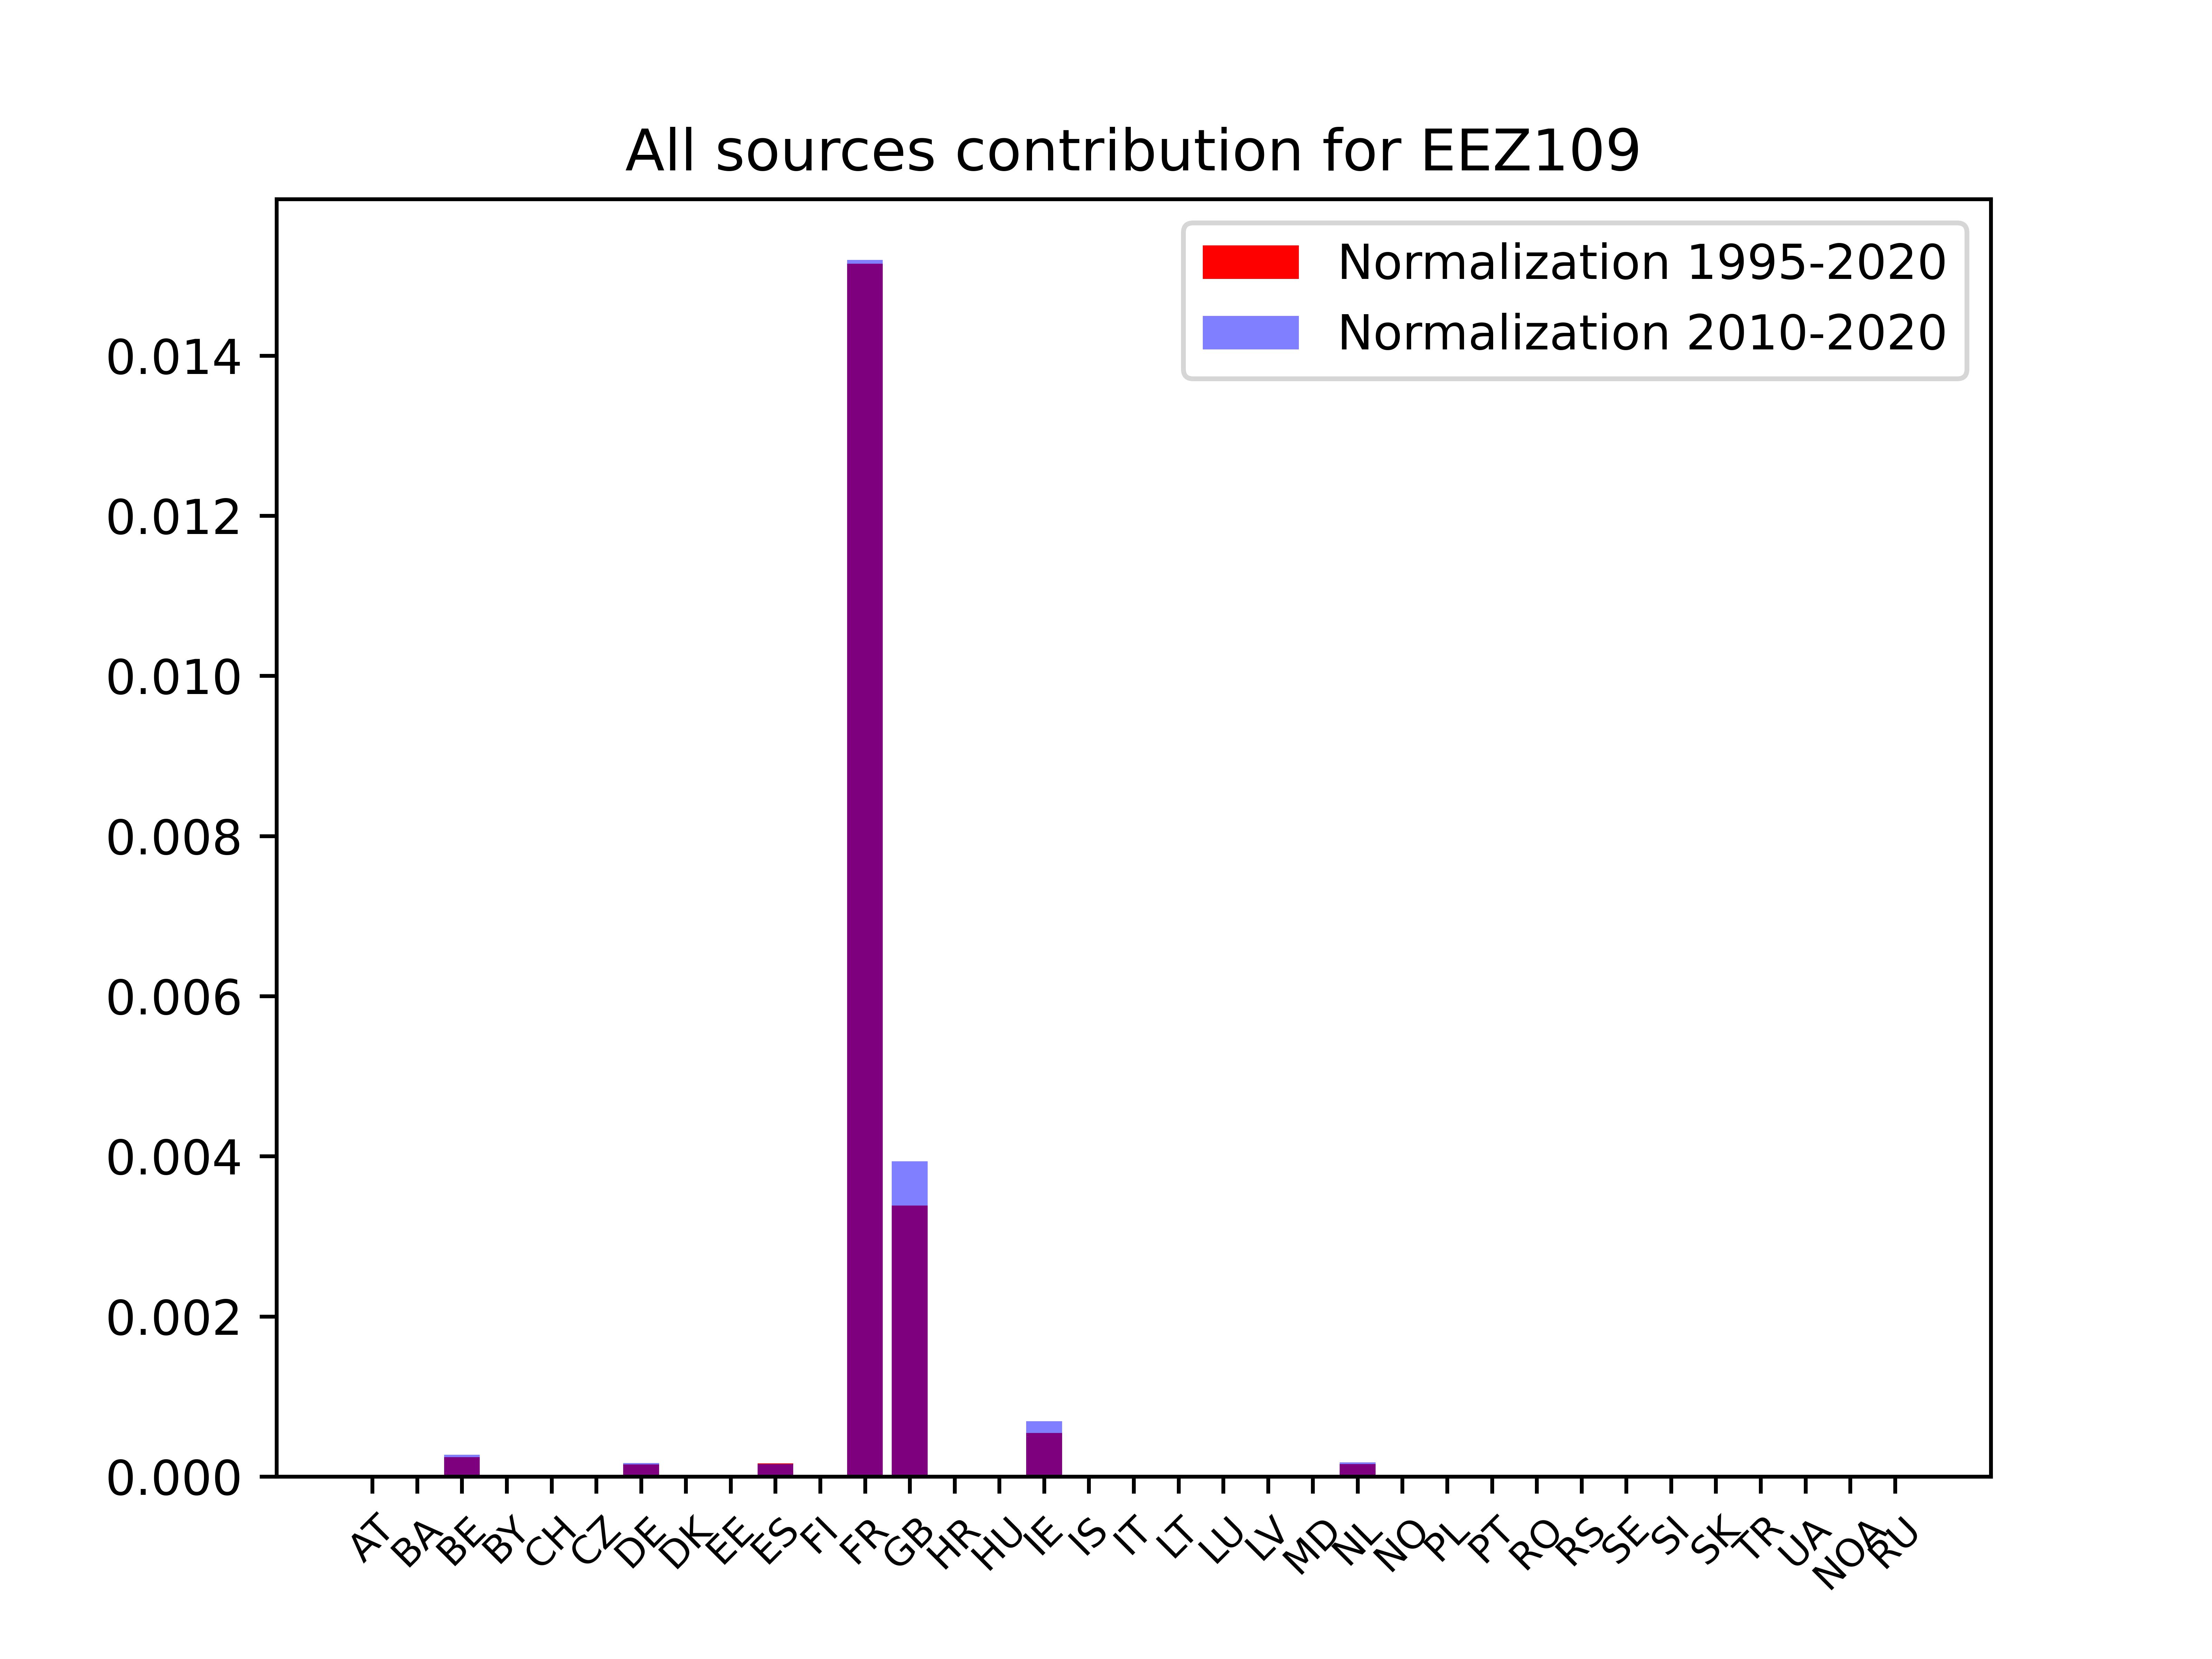 All sources contribution for EEZ109
Normalization 1995-2020
Normalization 2010-2020
0.014
0.012
0.010
0.008
0.006
0.004
0.002
0.000
AT BA BE BY CH CZ DE DK EE ES FI FR GB HR HU IE IS IT LT LU LV MD NL NO PL PT RO RS SE SI SK TR UA NOA RU